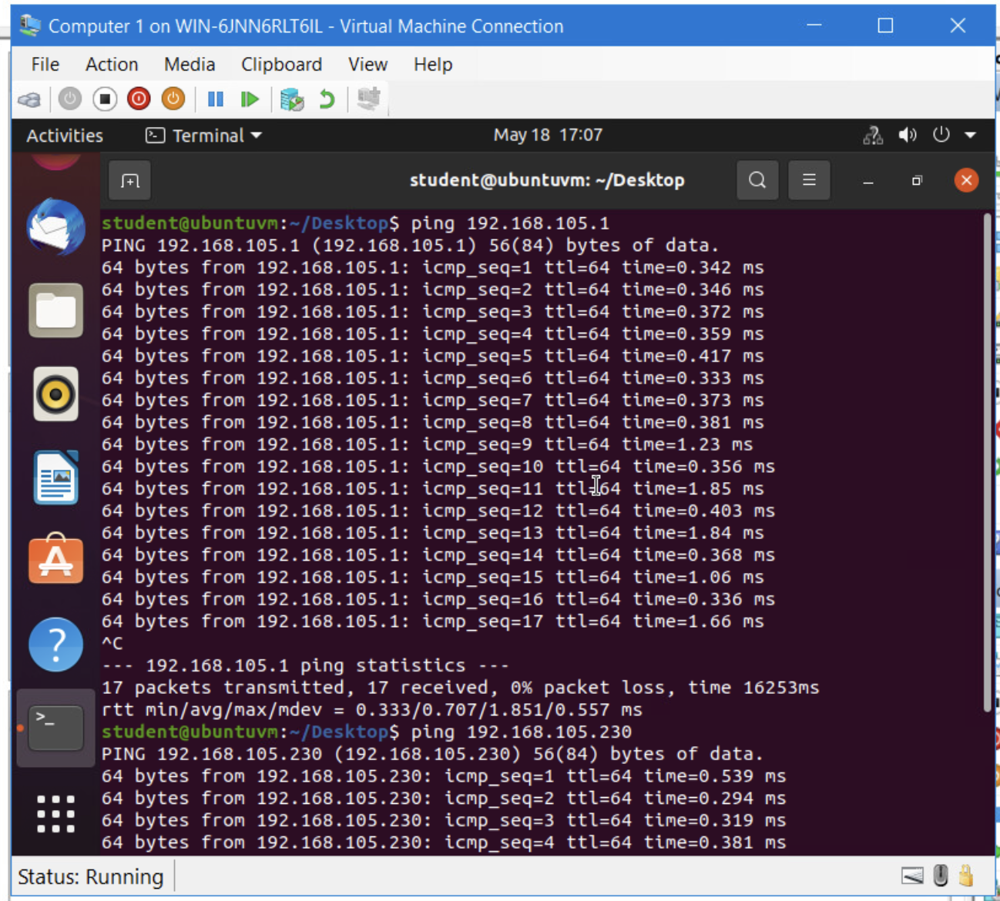 Computer 1 on WIN-6JNN6RLT6IL - Virtual Machine Connection
File Action Media Clipboard View Help
Activities Terminal May 18 17:07
student@ubuntuvm: ~/Desktop
student@ubuntuvm:~/Desktop$ ping 192.168.105.1
PING 192.168.105.1 (192.168.105.1) 56(84) bytes of data.
64 bytes from 192.168.105.1: icmp_seq=1 ttl=64 time=0.342 ms
64 bytes from 192.168.105.1: icmp_seq=2 ttl=64 time=0.346 ms
64 bytes from 192.168.105.1: icmp_seq=3 ttl=64 time=0.372 ms
64 bytes from 192.168.105.1: icmp_seq=4 ttl=64 time=0.359 ms
64 bytes from 192.168.105.1: icmp_seq=5 ttl=64 time=0.417 ms
64 bytes from 192.168.105.1: icmp_seq=6 ttl=64 time=0.333 ms
64 bytes from 192.168.105.1: icmp_seq=7 ttl=64 time=0.373 ms
64 bytes from 192.168.105.1: icmp_seq=8 ttl=64 time=0.381 ms
64 bytes from 192.168.105.1: icmp_seq=9 ttl=64 time=1.23 ms
64 bytes from 192.168.105.1: icmp_seq=10 ttl=64 time=0.356 ms
64 bytes from 192.168.105.1: icmp_seq=11 ttl=64 time=1.85 ms
64 bytes from 192.168.105.1: icmp_seq=12 ttl=64 time=0.403 ms
64 bytes from 192.168.105.1: icmp_seq=13 ttl=64 time=1.84 ms
64 bytes from 192.168.105.1: icmp_seq=14 ttl=64 time=0.368 ms
64 bytes from 192.168.105.1: icmp_seq=15 ttl=64 time=1.06 ms
64 bytes from 192.168.105.1: icmp_seq=16 ttl=64 time=0.336 ms
64 bytes from 192.168.105.1: icmp_seq=17 ttl=64 time=1.66 ms
^C
--- 192.168.105.1 ping statistics ---
17 packets transmitted, 17 received, 0% packet loss, time 16253ms
rtt min/avg/max/mdev = 0.333/0.707/1.851/0.557 ms
student@ubuntuvm:~/Desktop$ ping 192.168.105.230
PING 192.168.105.230 (192.168.105.230) 56(84) bytes of data.
64 bytes from 192.168.105.230: icmp_seq=1 ttl=64 time=0.539 ms
64 bytes from 192.168.105.230: icmp_seq=2 ttl=64 time=0.294 ms
64 bytes from 192.168.105.230: icmp_seq=3 ttl=64 time=0.319 ms
64 bytes from 192.168.105.230: icmp_seq=4 ttl=64 time=0.381 ms
Status: Running